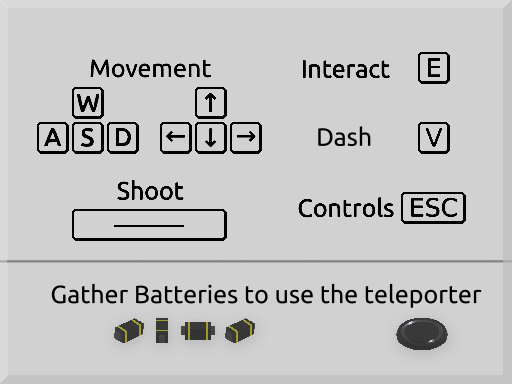 Movement
W ↑
A S D ← ↓ →
Shoot
Interact E
Dash V
Controls ESC
Gather Batteries to use the teleporter